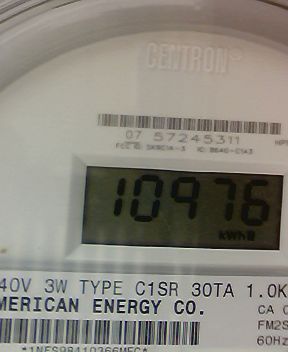 CENTRON®
07 57245311
10976
kWh
40V 3W TYPE C1SR 30TA 1.0K
MERICAN ENERGY CO.
CA
FM2S
60Hz